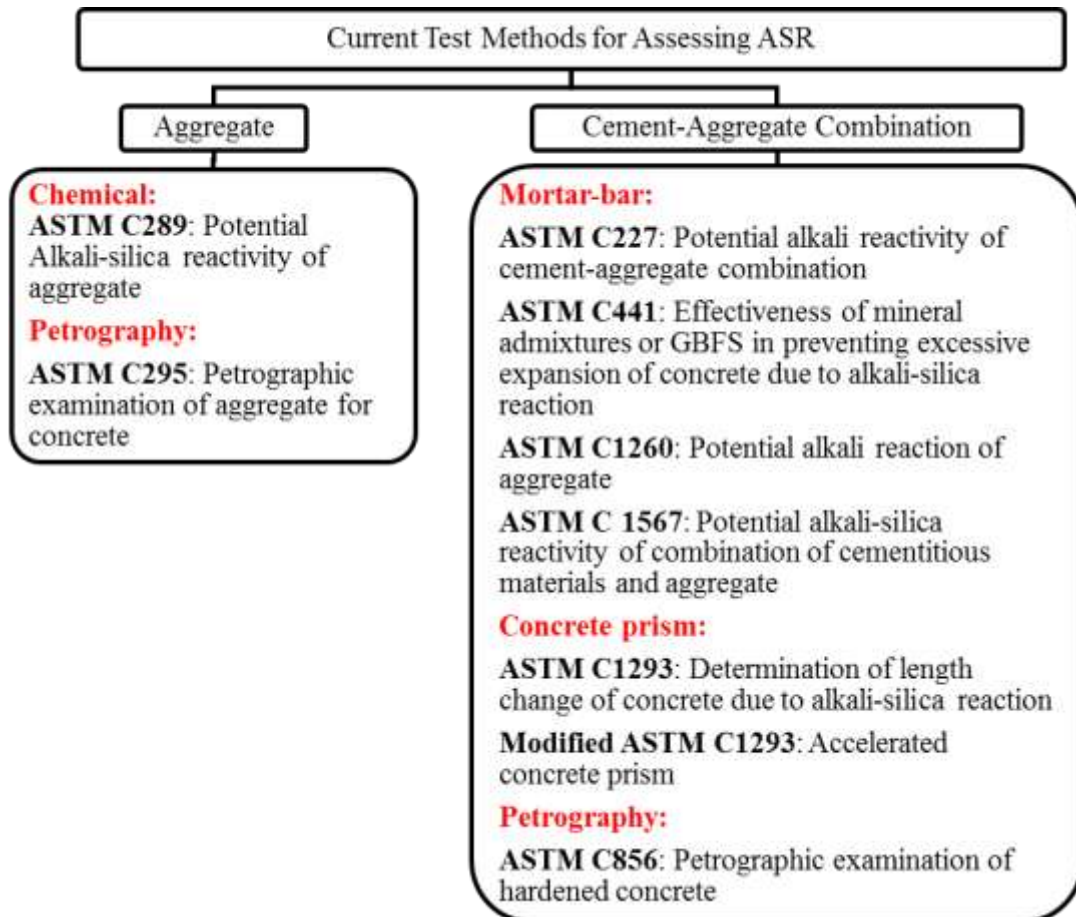 Current Test Methods for Assessing ASR
Aggregate
Chemical:
ASTM C289: Potential
Alkali-silica reactivity of
aggregate
Petrography:
ASTM C295: Petrographic
examination of aggregate for
concrete
Cement-Aggregate Combination
Mortar-bar:
ASTM C227: Potential alkali reactivity of
cement-aggregate combination
ASTM C441: Effectiveness of mineral
admixtures or GBFS in preventing excessive
expansion of concrete due to alkali-silica
reaction
ASTM C1260: Potential alkali reaction of
aggregate
ASTM C 1567: Potential alkali-silica
reactivity of combination of cementitious
materials and aggregate
Concrete prism:
ASTM C1293: Determination of length
change of concrete due to alkali-silica reaction
Modified ASTM C1293: Accelerated
concrete prism
Petrography:
ASTM C856: Petrographic examination of
hardened concrete